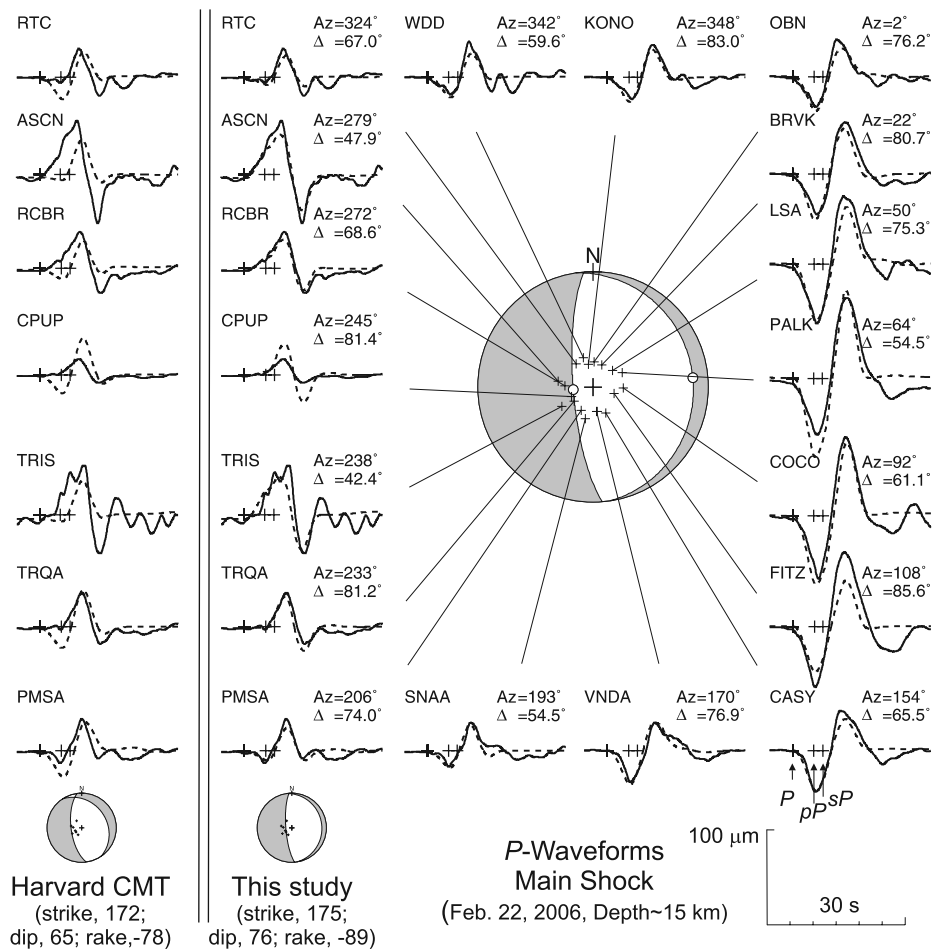 RTC
RTC
Az=324°
Δ =67.0°
WDD
Az=342°
Δ =59.6°
KONO
Az=348°
Δ =83.0°
OBN
Az=2°
Δ =76.2°
ASCN
ASCN
Az=279°
Δ =47.9°
BRVK
Az=22°
Δ =80.7°
RCBR
RCBR
Az=272°
Δ =68.6°
LSA
Az=50°
Δ =75.3°
N
CPUP
CPUP
Az=245°
Δ =81.4°
PALK
Az=64°
Δ =54.5°
TRIS
TRIS
Az=238°
Δ =42.4°
COCO
Az=92°
Δ =61.1°
TRQA
TRQA
Az=233°
Δ =81.2°
FITZ
Az=108°
Δ =85.6°
PMSA
PMSA
Az=206°
Δ =74.0°
SNAA
Az=193°
Δ =54.5°
VNDA
Az=170°
Δ =76.9°
CASY
Az=154°
Δ =65.5°
P
pP
sP
N
N
Harvard CMT
(strike, 172;
dip, 65; rake,-78)
This study
(strike, 175;
dip, 76; rake, -89)
P-Waveforms
Main Shock
(Feb. 22, 2006, Depth~15 km)
100 μm
30 s